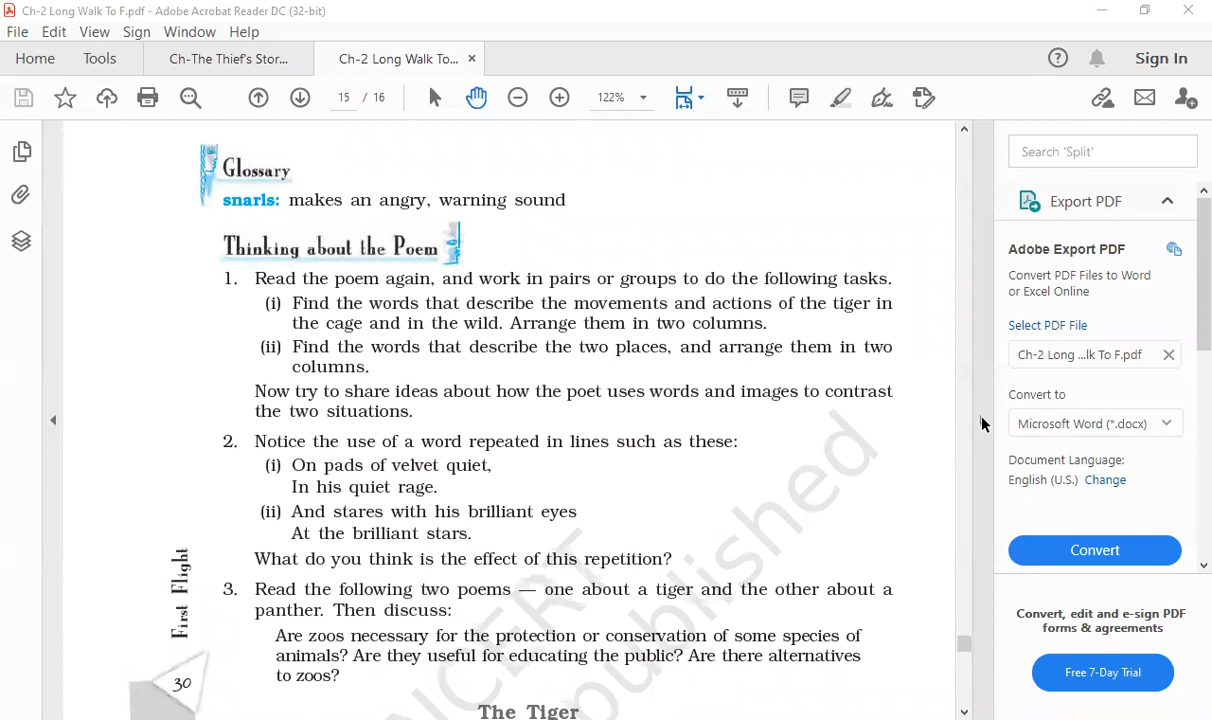 Ch-2 Long Walk To F.pdf - Adobe Acrobat Reader DC (32-bit)
File Edit View Sign Window Help
Home Tools Ch-The Thief's Stor... Ch-2 Long Walk To... × Sign In
15 / 16 122%
Search 'Split'
Export PDF
Adobe Export PDF
Convert PDF Files to Word
or Excel Online
Select PDF File
Ch-2 Long ...lk To F.pdf
Convert to
Microsoft Word (*.docx)
Document Language:
English (U.S.) Change
Convert
Convert, edit and e-sign PDF
forms & agreements
Free 7-Day Trial
Glossary
snarls: makes an angry, warning sound
Thinking about the Poem
1. Read the poem again, and work in pairs or groups to do the following tasks.
(i) Find the words that describe the movements and actions of the tiger in
the cage and in the wild. Arrange them in two columns.
(ii) Find the words that describe the two places, and arrange them in two
columns.
Now try to share ideas about how the poet uses words and images to contrast
the two situations.
2. Notice the use of a word repeated in lines such as these:
(i) On pads of velvet quiet,
In his quiet rage.
(ii) And stares with his brilliant eyes
At the brilliant stars.
What do you think is the effect of this repetition?
3. Read the following two poems — one about a tiger and the other about a
panther. Then discuss:
Are zoos necessary for the protection or conservation of some species of
animals? Are they useful for educating the public? Are there alternatives
to zoos?
The Tiger
First Flight
30
NCERT
published